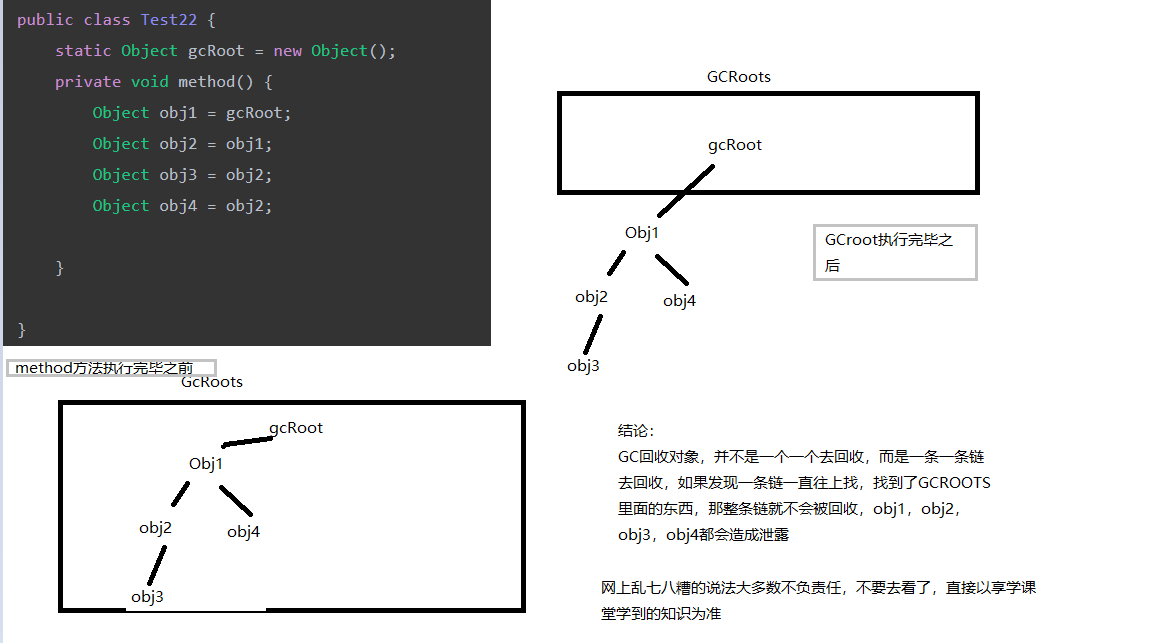 public class Test22 {
static Object gcRoot = new Object();
private void method() {
Object obj1 = gcRoot;
Object obj2 = obj1;
Object obj3 = obj2;
Object obj4 = obj2;
}
}
method方法执行完毕之前
GcRoots
gcRoot
Obj1
obj2
obj4
obj3
GCRoots
gcRoot
Obj1
GCroot执行完毕之
后
obj2
obj4
obj3
结论：
GC回收对象，并不是一个一个去回收，而是一条一条链
去回收，如果发现一条链一直往上找，找到了GCROOTS
里面的东西，那整条链就不会被回收，obj1，obj2，
obj3，obj4都会造成泄露
网上乱七八糟的说法大多数不负责任，不要去看了，直接以享学课
堂学到的知识为准